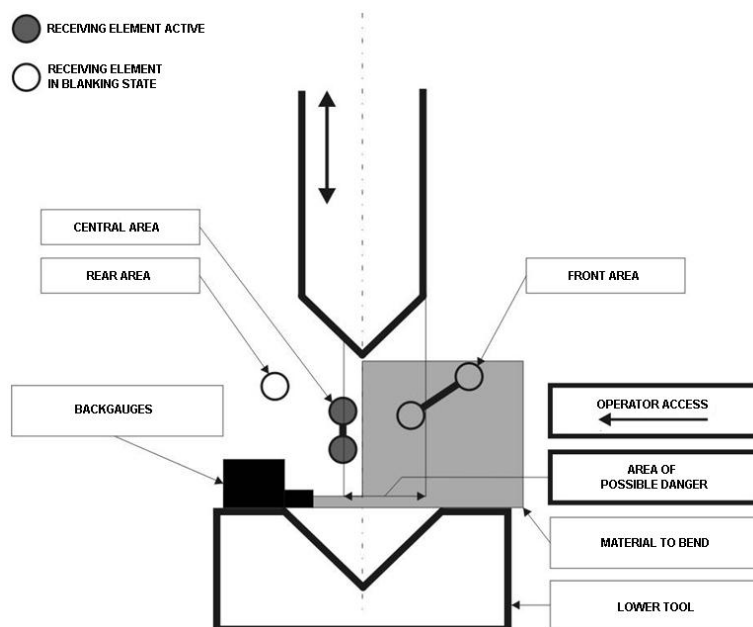 RECEIVING ELEMENT ACTIVE
RECEIVING ELEMENT
IN BLANKING STATE
CENTRAL AREA
REAR AREA
FRONT AREA
BACKGAUGES
OPERATOR ACCESS
AREA OF
POSSIBLE DANGER
MATERIAL TO BEND
LOWER TOOL